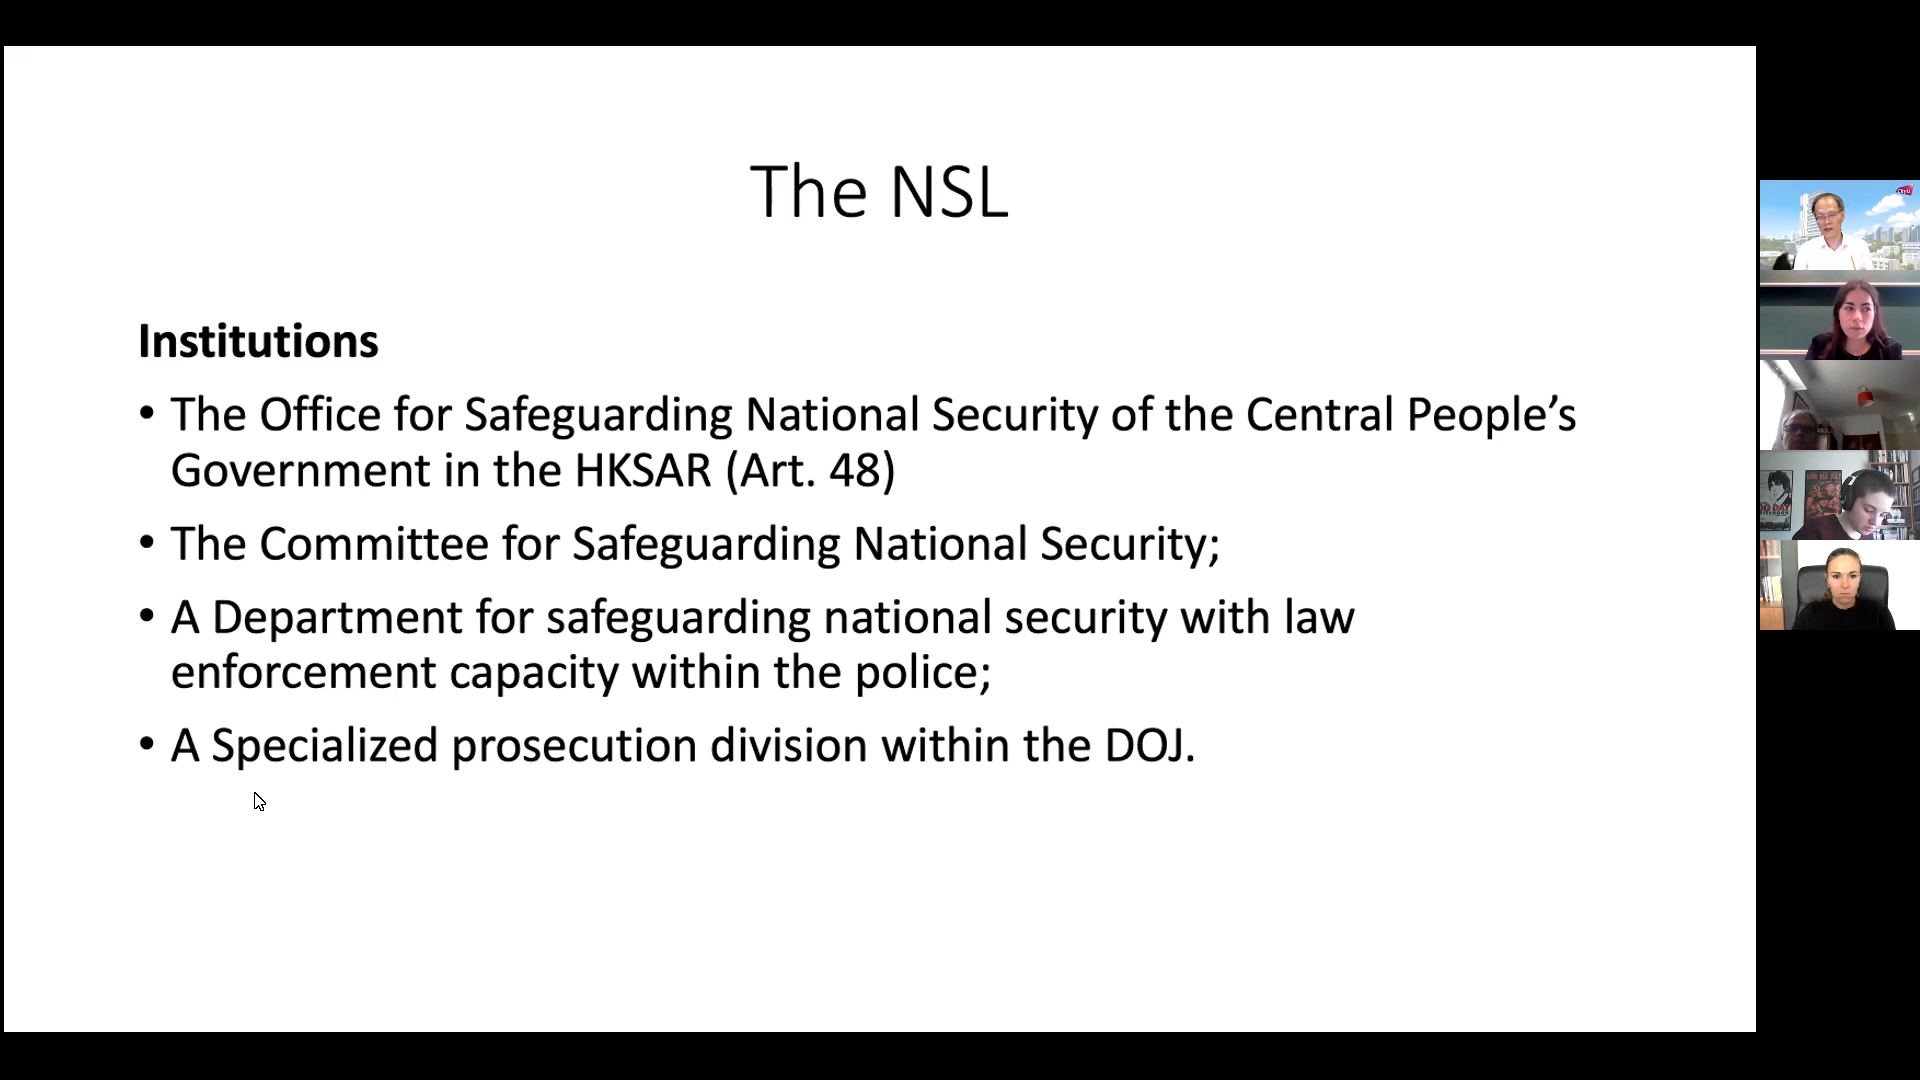 The NSL
Institutions
• The Office for Safeguarding National Security of the Central People’s
Government in the HKSAR (Art. 48)
• The Committee for Safeguarding National Security;
• A Department for safeguarding national security with law
enforcement capacity within the police;
• A Specialized prosecution division within the DOJ.